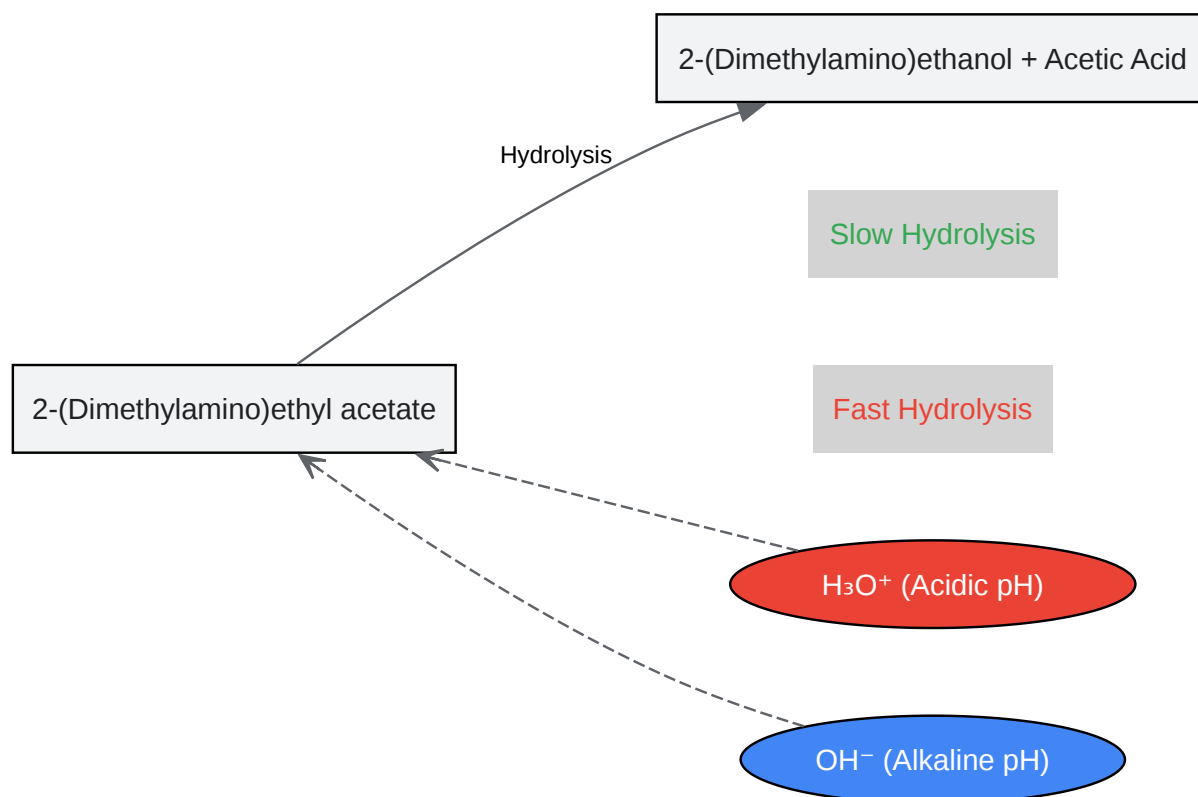 2-(Dimethylamino)ethanol + Acetic Acid
Hydrolysis
Slow Hydrolysis
2-(Dimethylamino)ethyl acetate
Fast Hydrolysis
H₃O⁺ (Acidic pH)
OH⁻ (Alkaline pH)